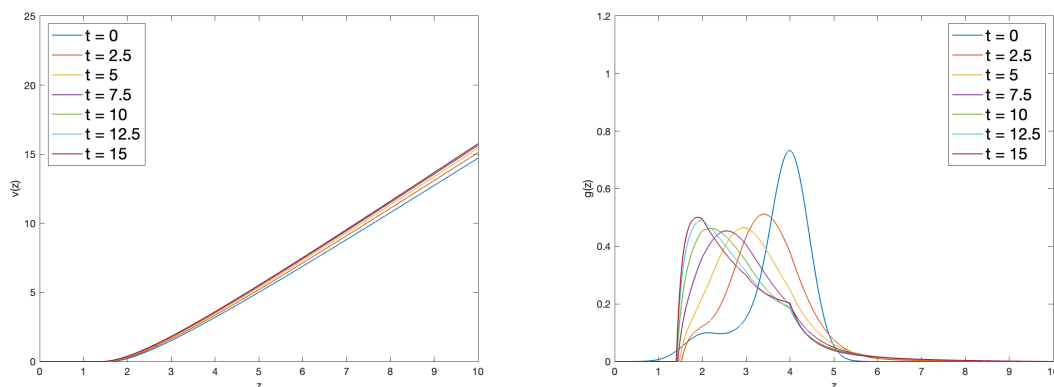 25
20
15
10
5
0
v(z)
0 1 2 3 4 5 6 7 8 9 10
z
t = 0
t = 2.5
t = 5
t = 7.5
t = 10
t = 12.5
t = 15
1.2
1
0.8
0.6
0.4
0.2
0
g(z)
0 1 2 3 4 5 6 7 8 9 10
z
t = 0
t = 2.5
t = 5
t = 7.5
t = 10
t = 12.5
t = 15